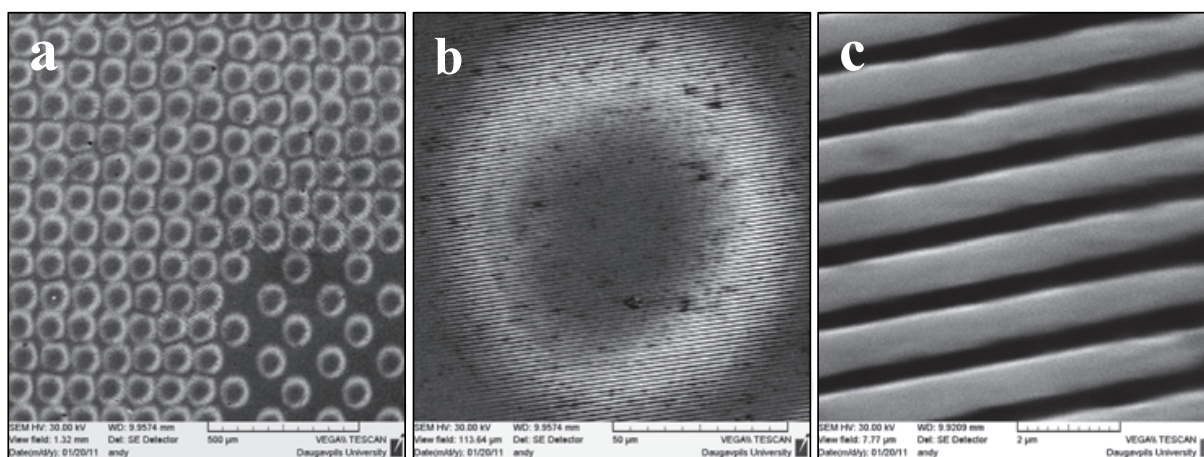 a
SEM HV: 30.00 kV WD: 9.9574 mm
View field: 1.32 mm Det: SE Detector 500 µm
Date(m/d/y): 01/20/11 andy
VEGA\\ TESCAN
Daugavpils University
b
SEM HV: 30.00 kV WD: 9.9574 mm
View field: 113.64 µm Det: SE Detector 50 µm
Date(m/d/y): 01/20/11 andy
VEGA\\ TESCAN
Daugavpils University
c
SEM HV: 30.00 kV WD: 9.9209 mm
View field: 7.77 µm Det: SE Detector 2 µm
Date(m/d/y): 01/20/11 andy
VEGA\\ TESCAN
Daugavpils University